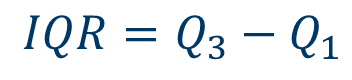 IQR = Q₃ − Q₁